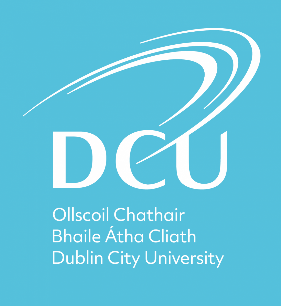 DCU
Ollscoil Chathair
Bhaile Átha Cliath
Dublin City University